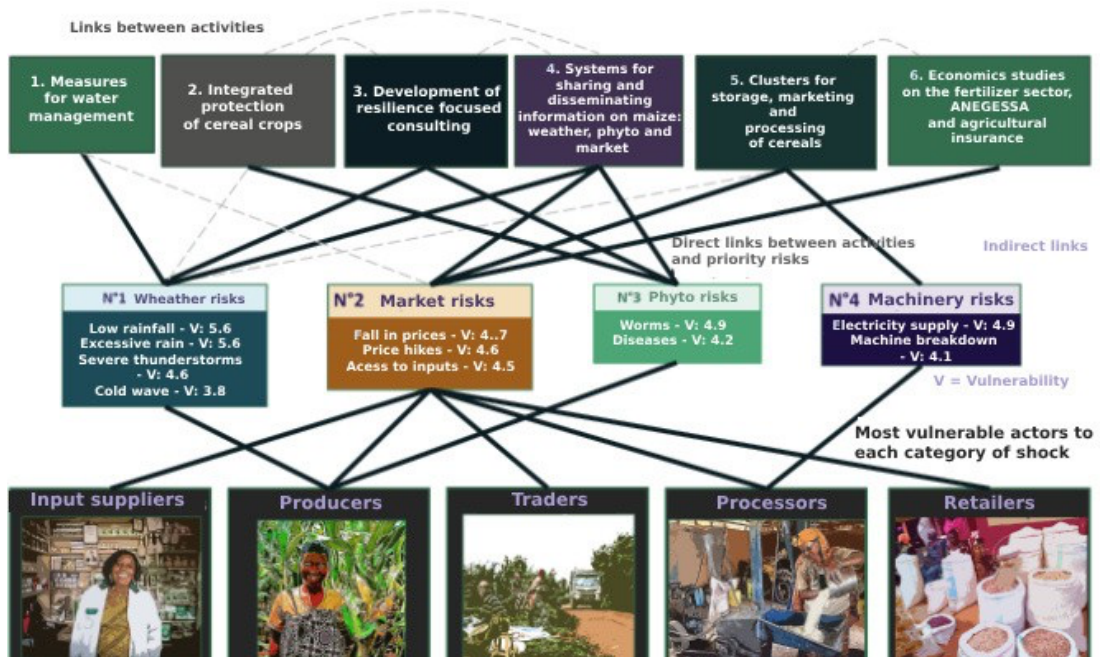 Links between activities
1. Measures
for water
management
2. Integrated
protection
of cereal crops
3. Development of
resilience focused
consulting
4. Systems for
sharing and
disseminating
information on maize:
weather, phyto and
market
5. Clusters for
storage, marketing
and
processing
of cereals
6. Economics studies
on the fertilizer sector,
ANEGESSA
and agricultural
insurance
Direct links between activities
and priority risks
Indirect links
N°1 Wheather risks
Low rainfall - V: 5.6
Excessive rain - V: 5.6
Severe thunderstorms
- V: 4.6
Cold wave - V: 3.8
N°2 Market risks
Fall in prices - V: 4..7
Price hikes - V: 4.6
Acess to inputs - V: 4.5
N°3 Phyto risks
Worms - V: 4.9
Diseases - V: 4.2
N°4 Machinery risks
Electricity supply - V: 4.9
Machine breakdown
- V: 4.1
V = Vulnerability
Most vulnerable actors to
each category of shock
Input suppliers
Producers
Traders
Processors
Retailers